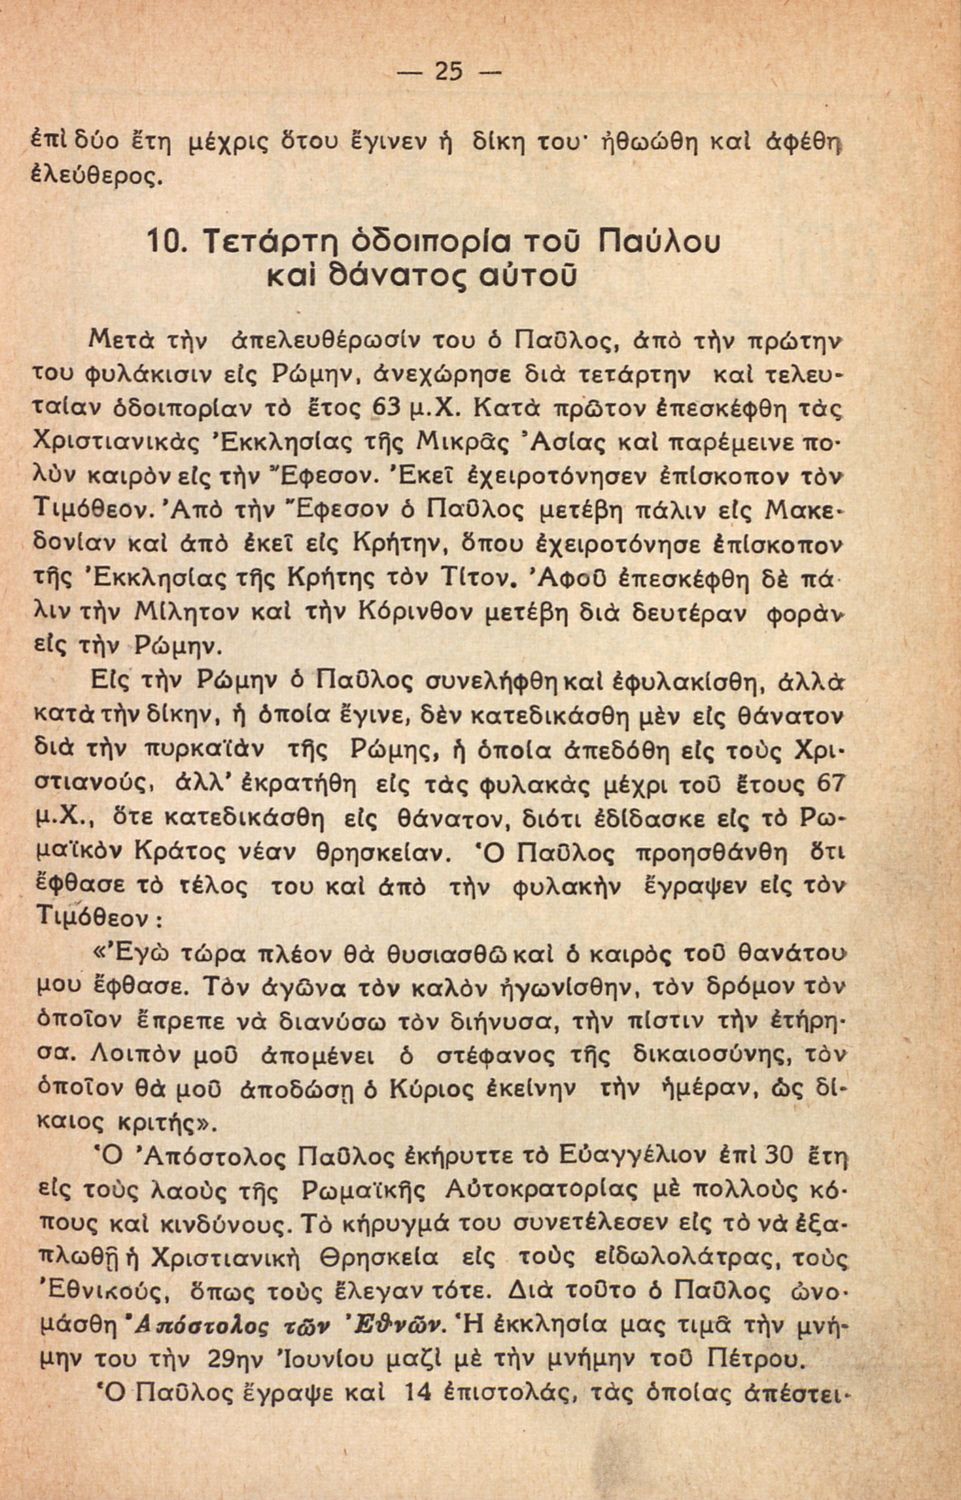 — 25 —
ἐπὶ δύο ἔτη μέχρις ὅτου ἔγινεν ἡ δίκη του· ἠθωώθη καὶ ἀφέθη
ἐλεύθερος.
10. Τετάρτη ὁδοιπορία τοῦ Παύλου
καὶ θάνατος αὐτοῦ
Μετὰ τὴν ἀπελευθέρωσίν του ὁ Παῦλος, ἀπὸ τὴν πρώτην
του φυλάκισιν εἰς Ρώμην, ἀνεχώρησε διὰ τετάρτην καὶ τελευ-
ταίαν ὁδοιπορίαν τὸ ἔτος 63 μ.Χ. Κατὰ πρῶτον ἐπεσκέφθη τὰς
Χριστιανικὰς Ἐκκλησίας τῆς Μικρᾶς Ἀσίας καὶ παρέμεινε πο-
λὺν καιρὸν εἰς τὴν Ἔφεσον. Ἐκεῖ ἐχειροτόνησεν ἐπίσκοπον τὸν
Τιμόθεον. Ἀπὸ τὴν Ἔφεσον ὁ Παῦλος μετέβη πάλιν εἰς Μακε-
δονίαν καὶ ἀπὸ ἐκεῖ εἰς Κρήτην, ὅπου ἐχειροτόνησε ἐπίσκοπον
τῆς Ἐκκλησίας τῆς Κρήτης τὸν Τίτον. Ἀφοῦ ἐπεσκέφθη δὲ πά-
λιν τὴν Μίλητον καὶ τὴν Κόρινθον μετέβη διὰ δευτέραν φορὰν
εἰς τὴν Ρώμην.
Εἰς τὴν Ρώμην ὁ Παῦλος συνελήφθη καὶ ἐφυλακίσθη, ἀλλὰ
κατὰ τὴν δίκην, ἡ ὁποία ἔγινε, δὲν κατεδικάσθη μὲν εἰς θάνατον
διὰ τὴν πυρκαϊὰν τῆς Ρώμης, ἡ ὁποία ἀπεδόθη εἰς τοὺς Χρι-
στιανούς, ἀλλ' ἐκρατήθη εἰς τὰς φυλακὰς μέχρι τοῦ ἔτους 67
μ.Χ., ὅτε κατεδικάσθη εἰς θάνατον, διότι ἐδίδασκε εἰς τὸ Ρω-
μαϊκὸν Κράτος νέαν θρησκείαν. Ὁ Παῦλος προησθάνθη ὅτι
ἔφθασε τὸ τέλος του καὶ ἀπὸ τὴν φυλακὴν ἔγραψεν εἰς τὸν
Τιμόθεον :
«Ἐγὼ τώρα πλέον θὰ θυσιασθῶ καὶ ὁ καιρὸς τοῦ θανάτου
μου ἔφθασε. Τὸν ἀγῶνα τὸν καλὸν ἠγωνίσθην, τὸν δρόμον τὸν
ὁποῖον ἔπρεπε νὰ διανύσω τὸν διήνυσα, τὴν πίστιν τὴν ἐτήρη-
σα. Λοιπὸν μοῦ ἀπομένει ὁ στέφανος τῆς δικαιοσύνης, τὸν
ὁποῖον θὰ μοῦ ἀποδώσῃ ὁ Κύριος ἐκείνην τὴν ἡμέραν, ὡς δί-
καιος κριτής».
Ὁ Ἀπόστολος Παῦλος ἐκήρυττε τὸ Εὐαγγέλιον ἐπὶ 30 ἔτη
εἰς τοὺς λαοὺς τῆς Ρωμαϊκῆς Αὐτοκρατορίας μὲ πολλοὺς κό-
πους καὶ κινδύνους. Τὸ κήρυγμά του συνετέλεσεν εἰς τὸ νὰ ἐξα-
πλωθῇ ἡ Χριστιανικὴ Θρησκεία εἰς τοὺς εἰδωλολάτρας, τοὺς
Ἐθνικούς, ὅπως τοὺς ἔλεγαν τότε. Διὰ τοῦτο ὁ Παῦλος ὠνο-
μάσθη Ἀπόστολος τῶν Ἐθνῶν. Ἡ ἐκκλησία μας τιμᾶ τὴν μνή-
μην του τὴν 29ην Ἰουνίου μαζὶ μὲ τὴν μνήμην τοῦ Πέτρου.
Ὁ Παῦλος ἔγραψε καὶ 14 ἐπιστολάς, τὰς ὁποίας ἀπέστει-